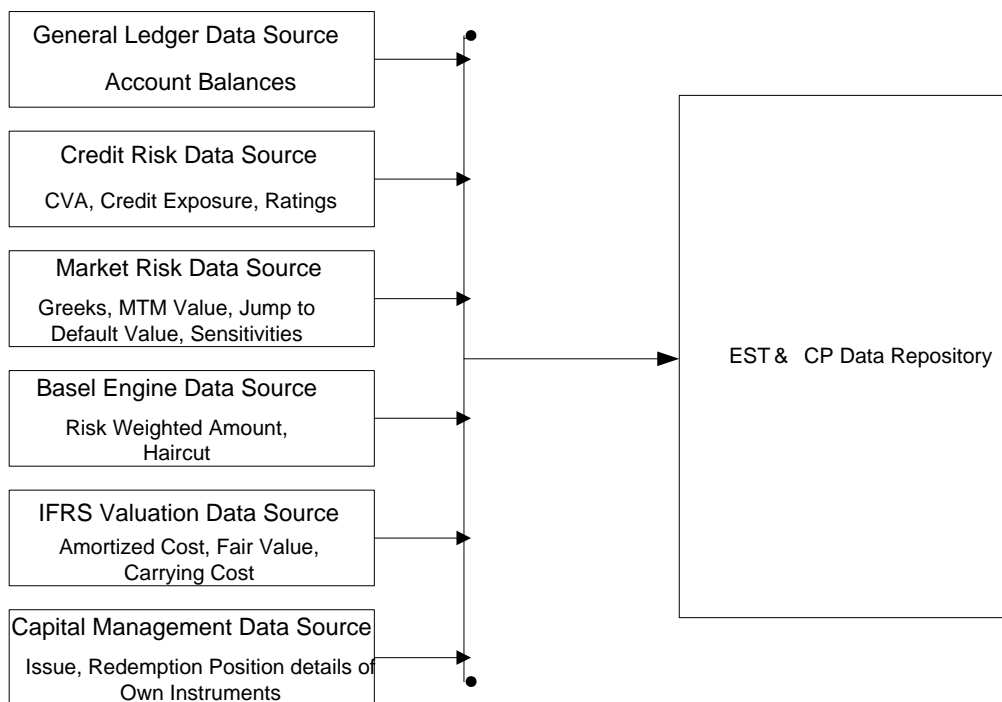 General Ledger Data Source
Account Balances
Credit Risk Data Source
CVA, Credit Exposure, Ratings
Market Risk Data Source
Greeks, MTM Value, Jump to
Default Value, Sensitivities
Basel Engine Data Source
Risk Weighted Amount,
Haircut
IFRS Valuation Data Source
Amortized Cost, Fair Value,
Carrying Cost
Capital Management Data Source
Issue, Redemption Position details of
Own Instruments
EST & CP Data Repository